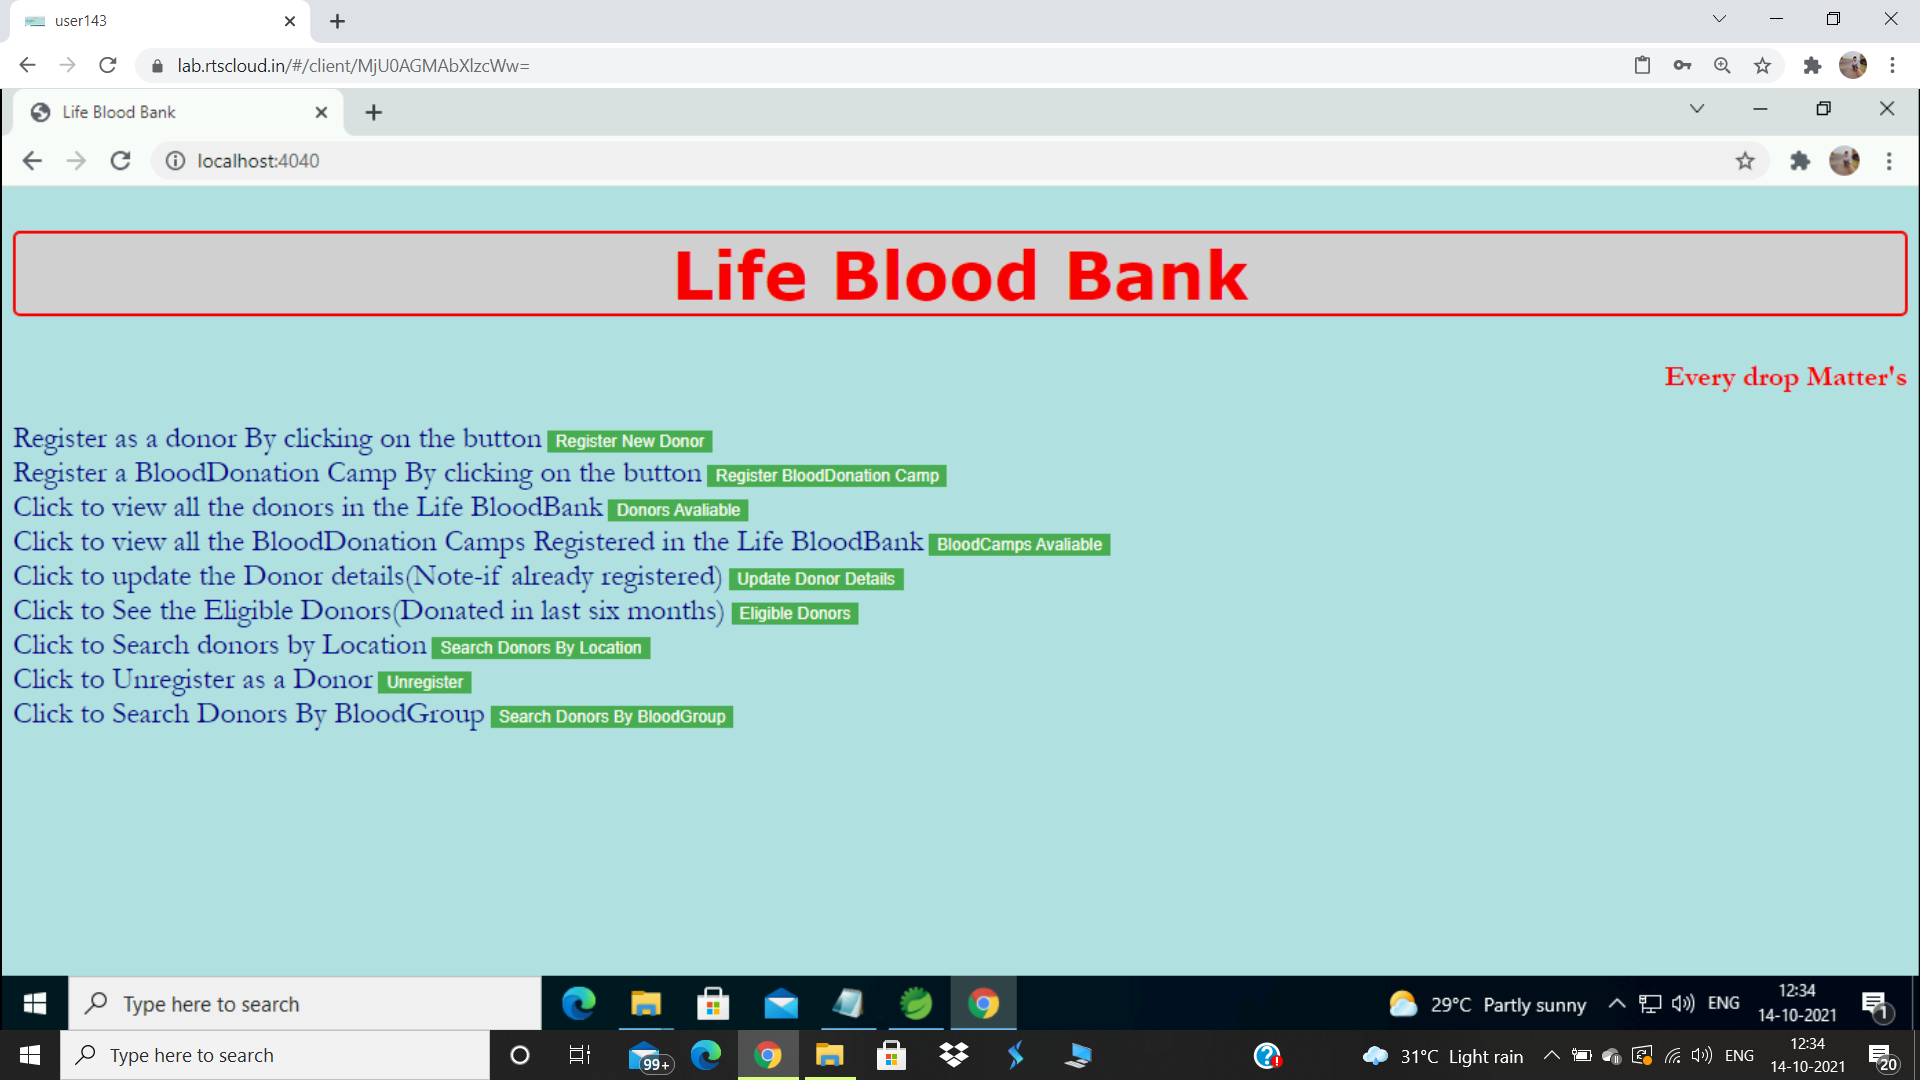 user143
lab.rtscloud.in/#/client/MjU0AGMAbXlzcWw=
Life Blood Bank
localhost:4040
Life Blood Bank
Every drop Matter's
Register as a donor By clicking on the button Register New Donor
Register a BloodDonation Camp By clicking on the button Register BloodDonation Camp
Click to view all the donors in the Life BloodBank Donors Avaliable
Click to view all the BloodDonation Camps Registered in the Life BloodBank BloodCamps Avaliable
Click to update the Donor details(Note-if already registered) Update Donor Details
Click to See the Eligible Donors(Donated in last six months) Eligible Donors
Click to Search donors by Location Search Donors By Location
Click to Unregister as a Donor Unregister
Click to Search Donors By BloodGroup Search Donors By BloodGroup
Type here to search
29°C Partly sunny
ENG
12:34
14-10-2021
1
Type here to search
99+
31°C Light rain
ENG
12:34
14-10-2021
20